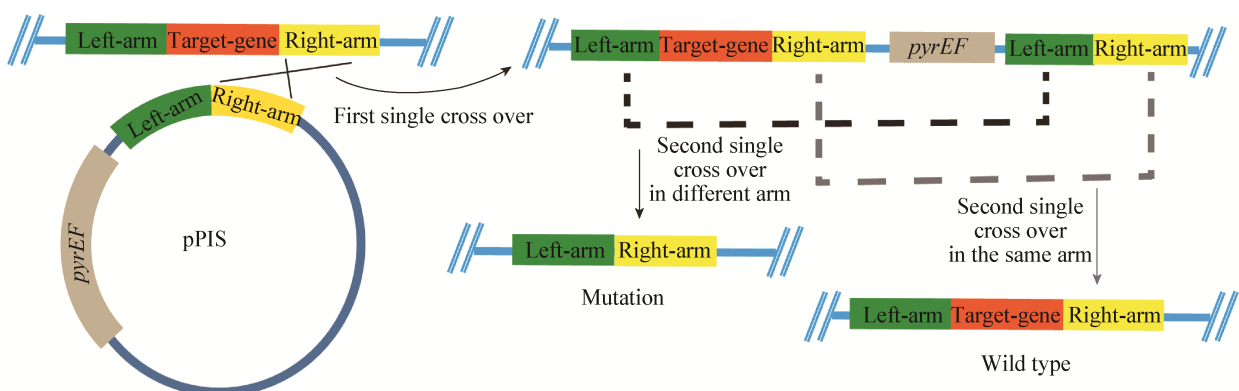 Left-arm Target-gene Right-arm
Left-arm Right-arm
pyrEF
pPIS
First single cross over
Left-arm Target-gene Right-arm pyrEF Left-arm Right-arm
Second single
cross over
in different arm
Left-arm Right-arm
Mutation
Second single
cross over
in the same arm
Left-arm Target-gene Right-arm
Wild type